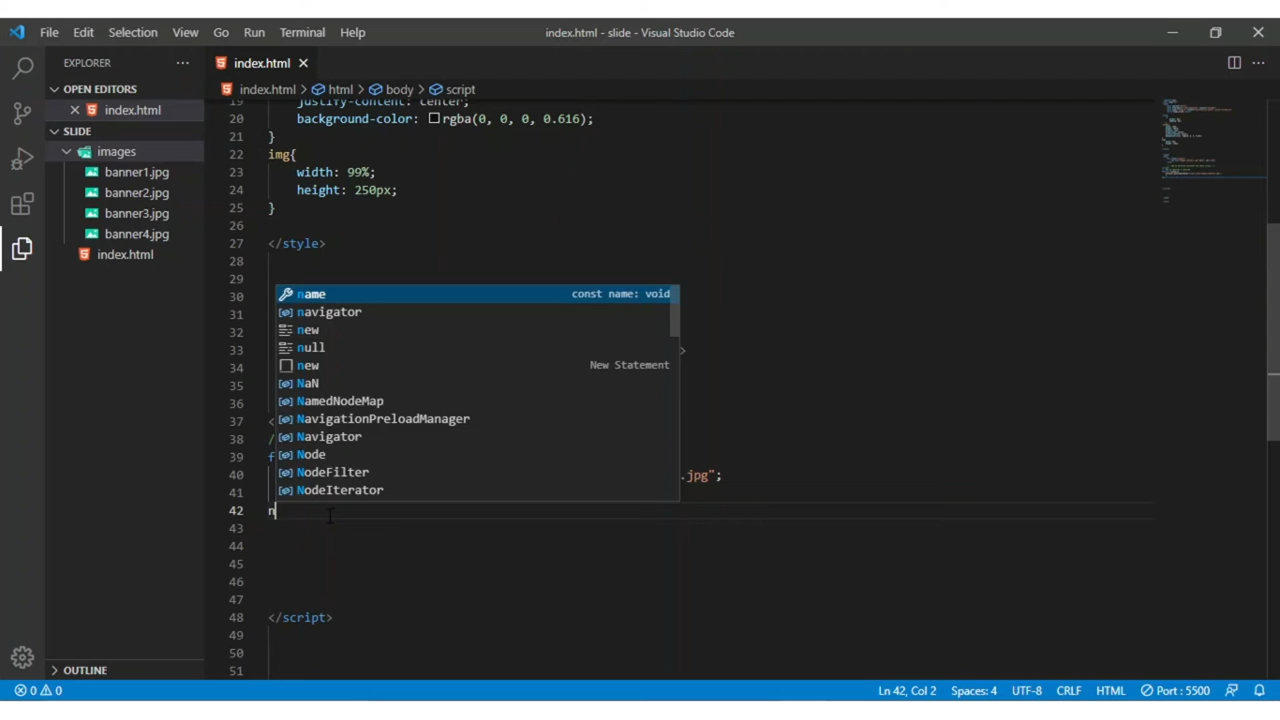 File Edit Selection View Go Run Terminal Help
index.html - slide - Visual Studio Code
EXPLORER
index.html
OPEN EDITORS
index.html
SLIDE
images
banner1.jpg
banner2.jpg
banner3.jpg
banner4.jpg
index.html
OUTLINE
index.html > html > body > script
19 justify-content: center;
20 background-color: rgba(0, 0, 0, 0.616);
21 }
22 img{
23 width: 99%;
24 height: 250px;
25 }
26
27 </style>
28
29
30
31
32
33 >
34
35
36
37 <
38 /
39 f
40 .jpg";
41
42 n
43
44
45
46
47
48 </script>
49
50
51
name const name: void
navigator
new
null
new New Statement
NaN
NamedNodeMap
NavigationPreloadManager
Navigator
Node
NodeFilter
NodeIterator
0 0
Ln 42, Col 2 Spaces: 4 UTF-8 CRLF HTML Port : 5500